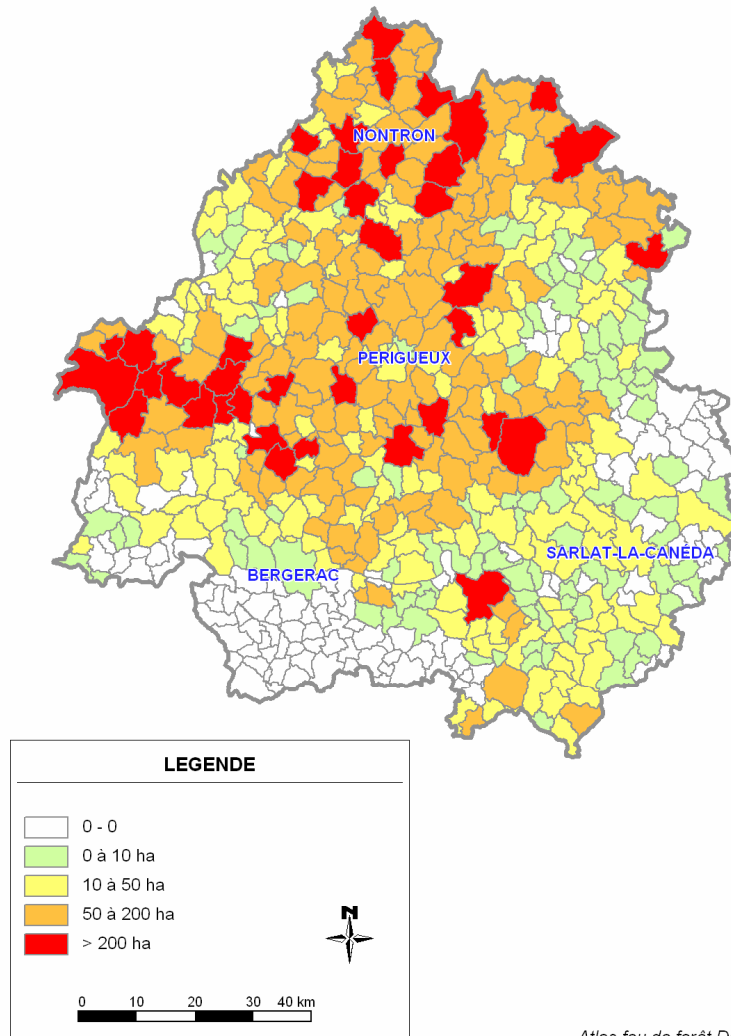 NONTRON
PERIGUEUX
SARLAT-LA-CANÉDA
BERGERAC
LEGENDE
0 - 0
0 à 10 ha
10 à 50 ha
50 à 200 ha
> 200 ha
N
0 10 20 30 40 km
Atlas feu de forêt D